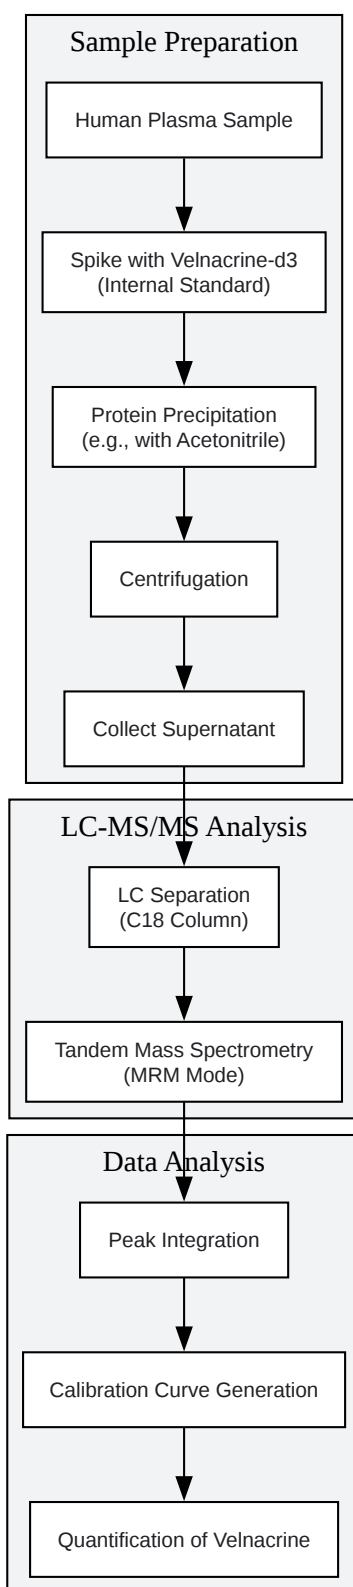 Sample Preparation
Human Plasma Sample
Spike with Velnacrine-d3
(Internal Standard)
Protein Precipitation
(e.g., with Acetonitrile)
Centrifugation
Collect Supernatant
LC-MS/MS Analysis
LC Separation
(C18 Column)
Tandem Mass Spectrometry
(MRM Mode)
Data Analysis
Peak Integration
Calibration Curve Generation
Quantification of Velnacrine